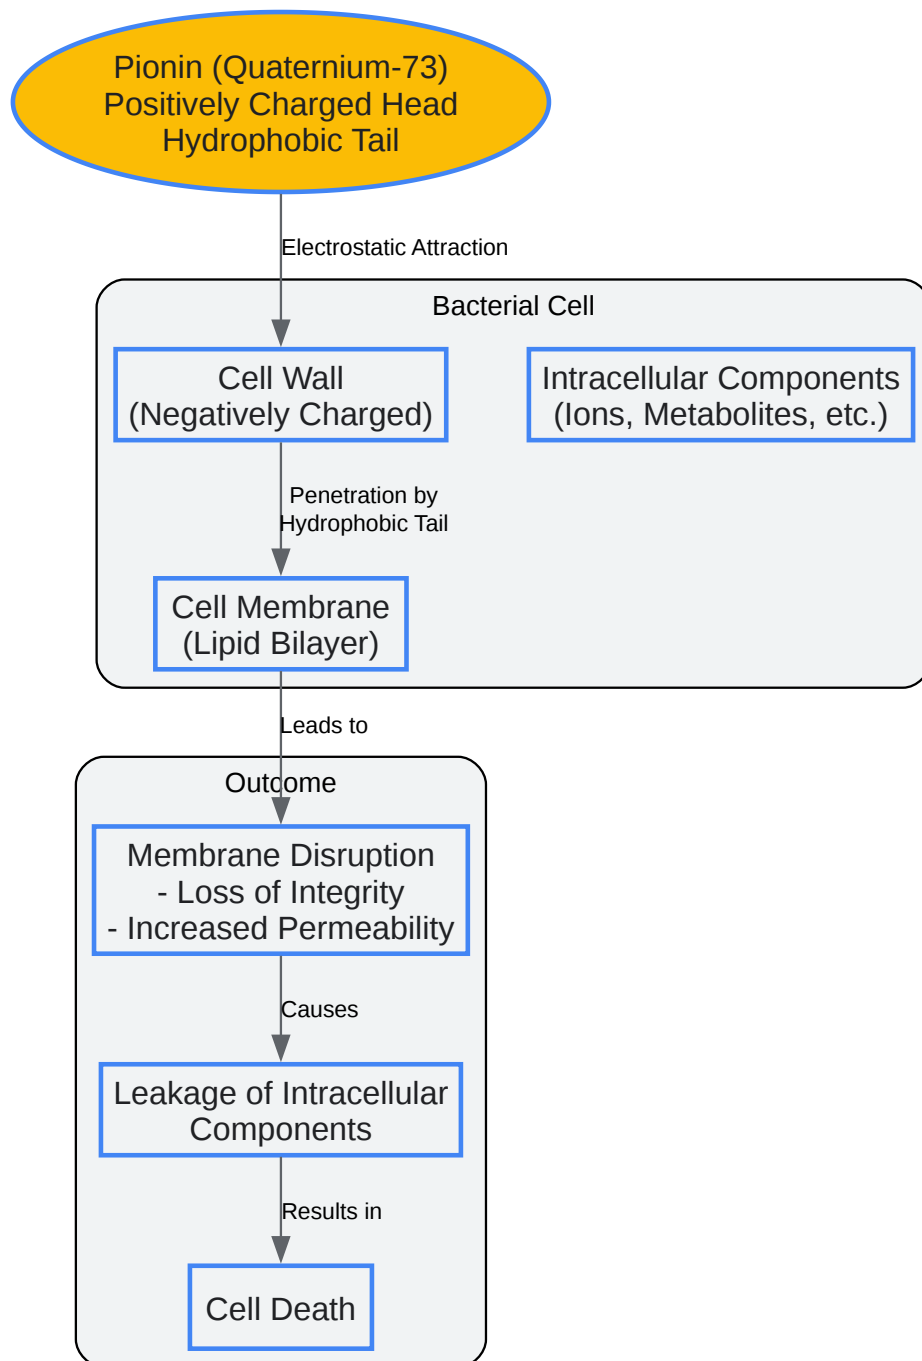 Pionin (Quaternium-73)
Positively Charged Head
Hydrophobic Tail
Electrostatic Attraction
Bacterial Cell
Cell Wall
(Negatively Charged)
Intracellular Components
(Ions, Metabolites, etc.)
Penetration by
Hydrophobic Tail
Cell Membrane
(Lipid Bilayer)
Leads to
Outcome
Membrane Disruption
- Loss of Integrity
- Increased Permeability
Causes
Leakage of Intracellular
Components
Results in
Cell Death